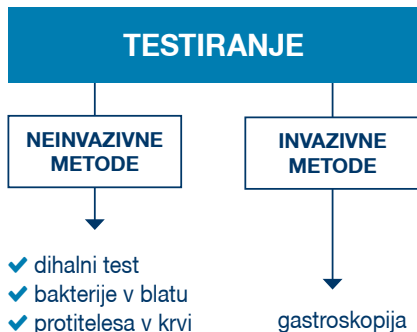 TESTIRANJE
NEINVAZIVNE
METODE
INVAZIVNE
METODE
dihalni test
bakterije v blatu
protitelesa v krvi
gastroskopija